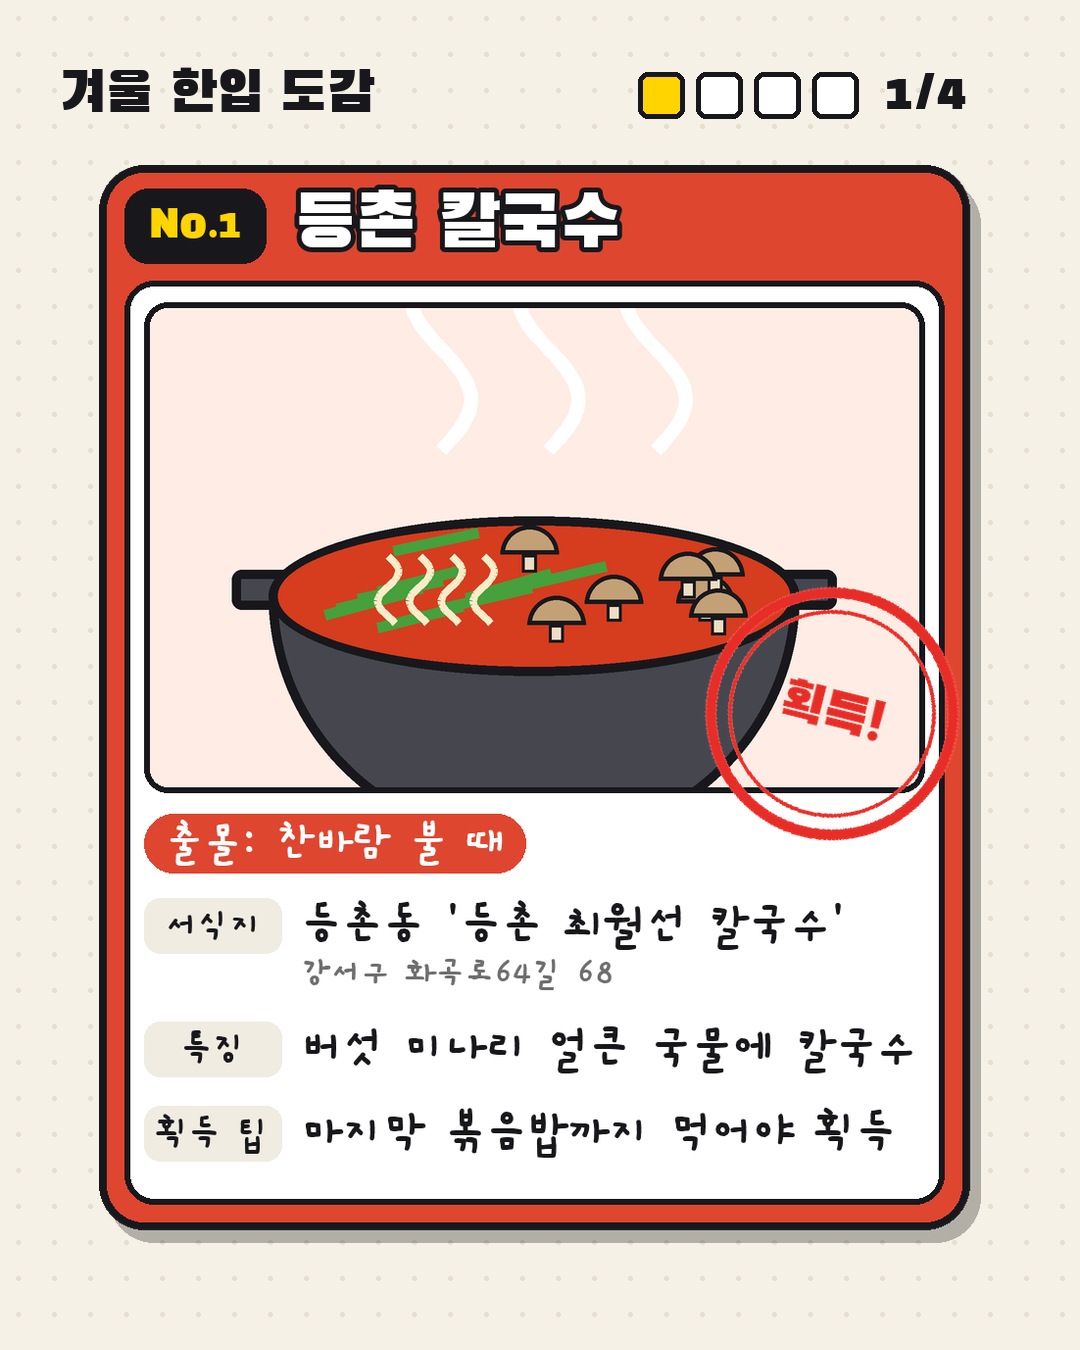 겨울 한입 도감
1/4
No.1 등촌 칼국수
획득!
출몰: 찬바람 불 때
서식지 등촌동 '등촌 최월선 칼국수'
강서구 화곡로64길 68
특징 버섯 미나리 얼큰 국물에 칼국수
획득 팁 마지막 볶음밥까지 먹어야 획득